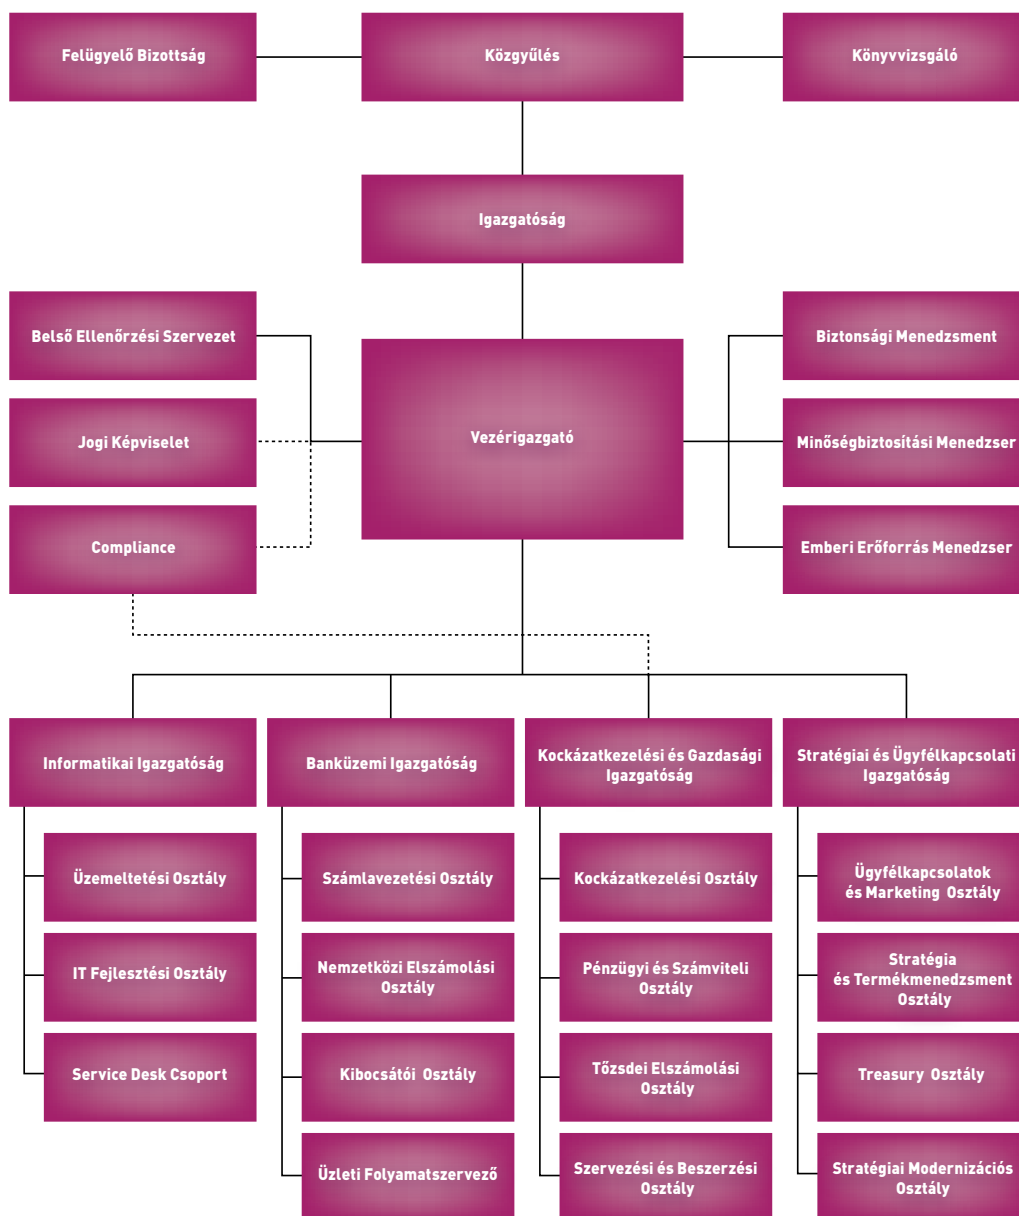 Felügyelő Bizottság
Közgyűlés
Könyvvizsgáló
Igazgatóság
Belső Ellenőrzési Szervezet
Biztonsági Menedzsment
Vezérigazgató
Jogi Képviselet
Minőségbiztosítási Menedzser
Compliance
Emberi Erőforrás Menedzser
Informatikai Igazgatóság
Banküzemi Igazgatóság
Kockázatkezelési és Gazdasági
Igazgatóság
Stratégiai és Ügyfélkapcsolati
Igazgatóság
Üzemeltetési Osztály
Számlavezetési Osztály
Kockázatkezelési Osztály
Ügyfélkapcsolatok
és Marketing Osztály
IT Fejlesztési Osztály
Nemzetközi Elszámolási
Osztály
Pénzügyi és Számviteli
Osztály
Stratégia
és Termékmenedzsment
Osztály
Service Desk Csoport
Kibocsátói Osztály
Tőzsdei Elszámolási
Osztály
Treasury Osztály
Üzleti Folyamatszervező
Szervezési és Beszerzési
Osztály
Stratégiai Modernizációs
Osztály